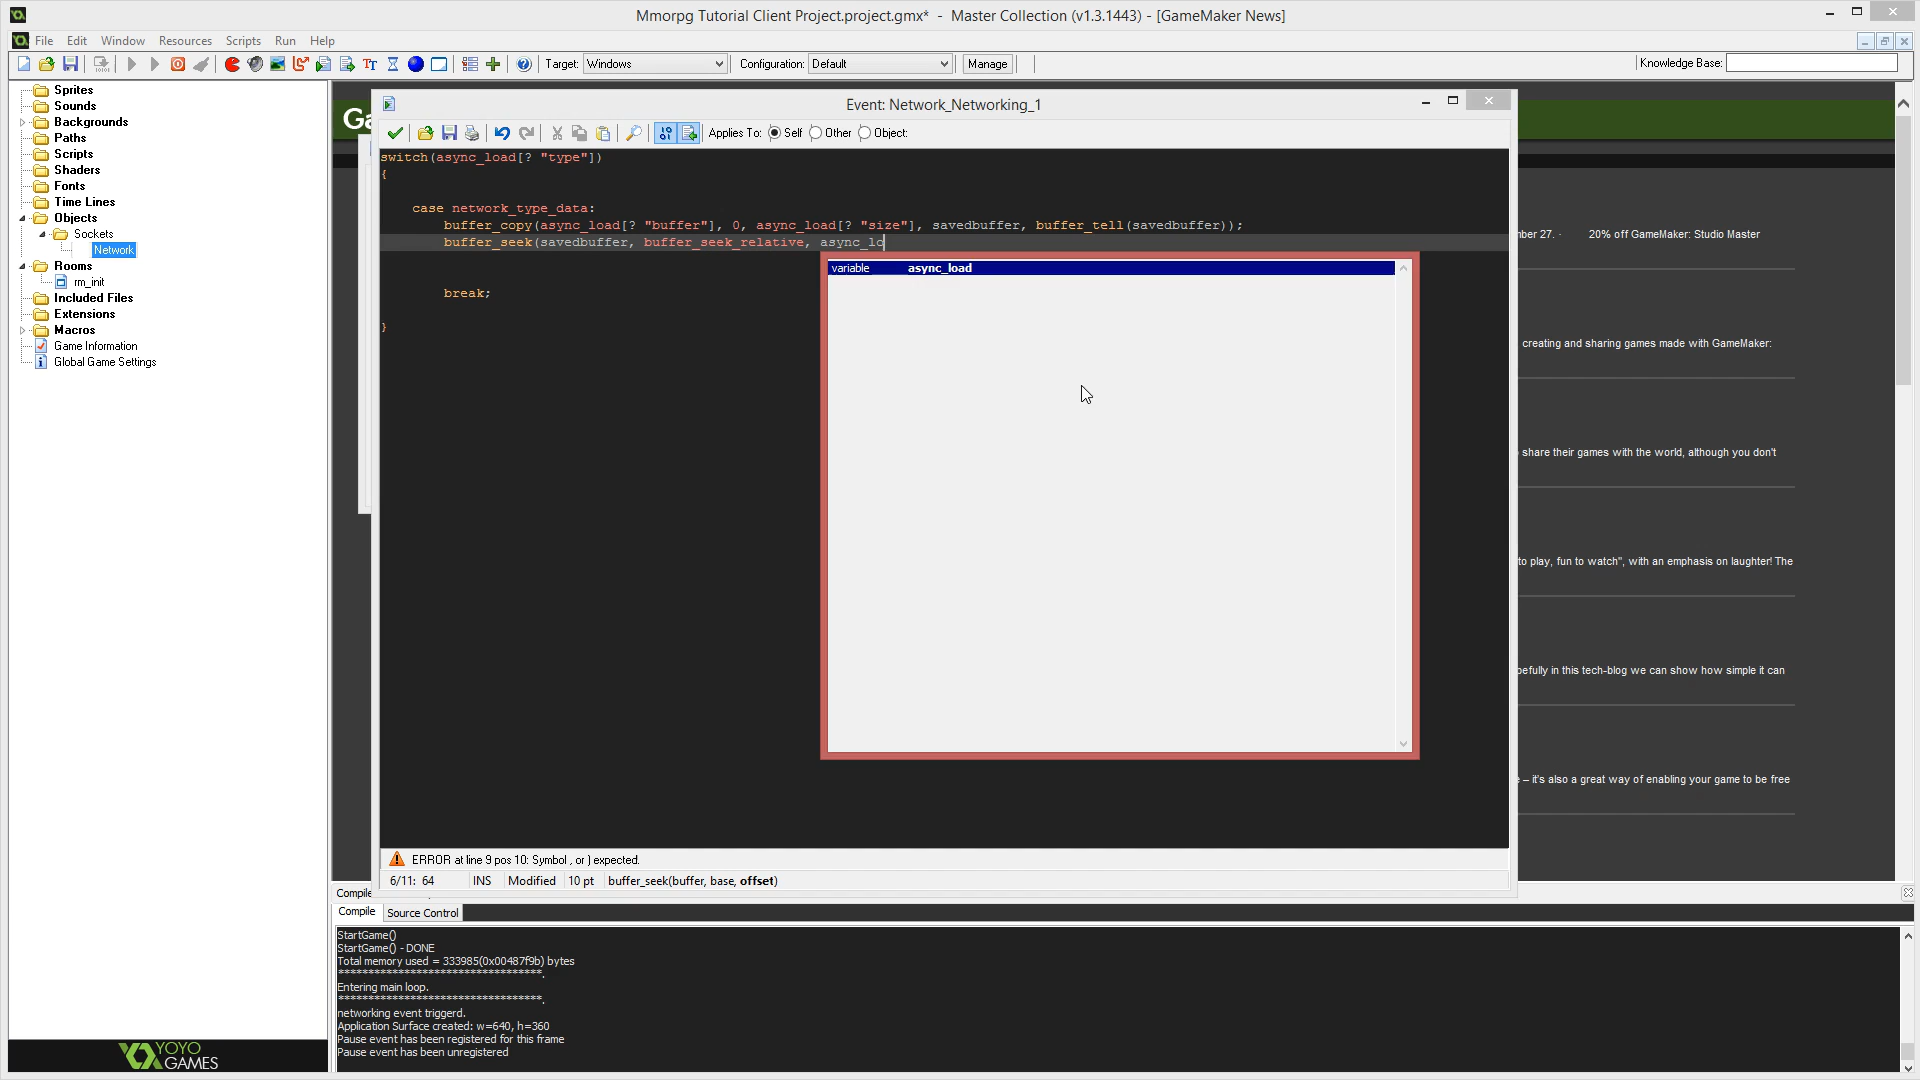 Mmorpg Tutorial Client Project.project.gmx* - Master Collection (v1.3.1443) - [GameMaker News]
File Edit Window Resources Scripts Run Help
Target: Windows Configuration: Default Manage Knowledge Base:
Sprites
Sounds
Backgrounds
Paths
Scripts
Shaders
Fonts
Time Lines
Objects
Sockets
Network
Rooms
rm_init
Included Files
Extensions
Macros
Game Information
Global Game Settings
YOYO
GAMES
Event: Network_Networking_1
Applies To: Self Other Object:
switch(async_load[? "type"])
{
case network_type_data:
buffer_copy(async_load[? "buffer"], 0, async_load[? "size"], savedbuffer, buffer_tell(savedbuffer));
buffer_seek(savedbuffer, buffer_seek_relative, async_lo
variable async_load
break;
}
ERROR at line 9 pos 10: Symbol , or ) expected.
6/11: 64 INS Modified 10 pt buffer_seek(buffer, base, offset)
27. · 20% off GameMaker: Studio Master
creating and sharing games made with GameMaker:
share their games with the world, although you don't
to play, fun to watch", with an emphasis on laughter! The
in this tech-blog we can show how simple it can
– it's also a great way of enabling your game to be free
Compile
Compile Source Control
StartGame()
StartGame() - DONE
Total memory used = 333985(0x00487f9b) bytes
**********************************.
Entering main loop.
**********************************.
networking event triggerd.
Application Surface created: w=640, h=360
Pause event has been registered for this frame
Pause event has been unregistered